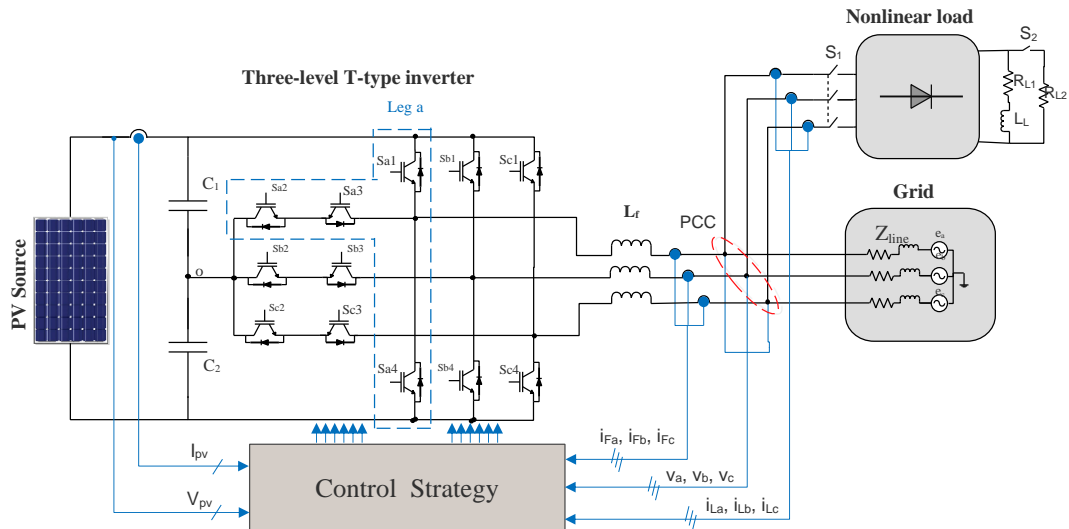 Nonlinear load
S2
S1
RL1
RL2
LL
Three-level T-type inverter
Leg a
Sa1
Sb1
Sc1
C1
Sa2
Sa3
Grid
Lf
PCC
Zline
ea
Sb2
Sb3
o
PV Source
Sc2
Sc3
C2
Sa4
Sb4
Sc4
Ipv
iFa, iFb, iFc
Control Strategy
va, vb, vc
Vpv
iLa, iLb, iLc